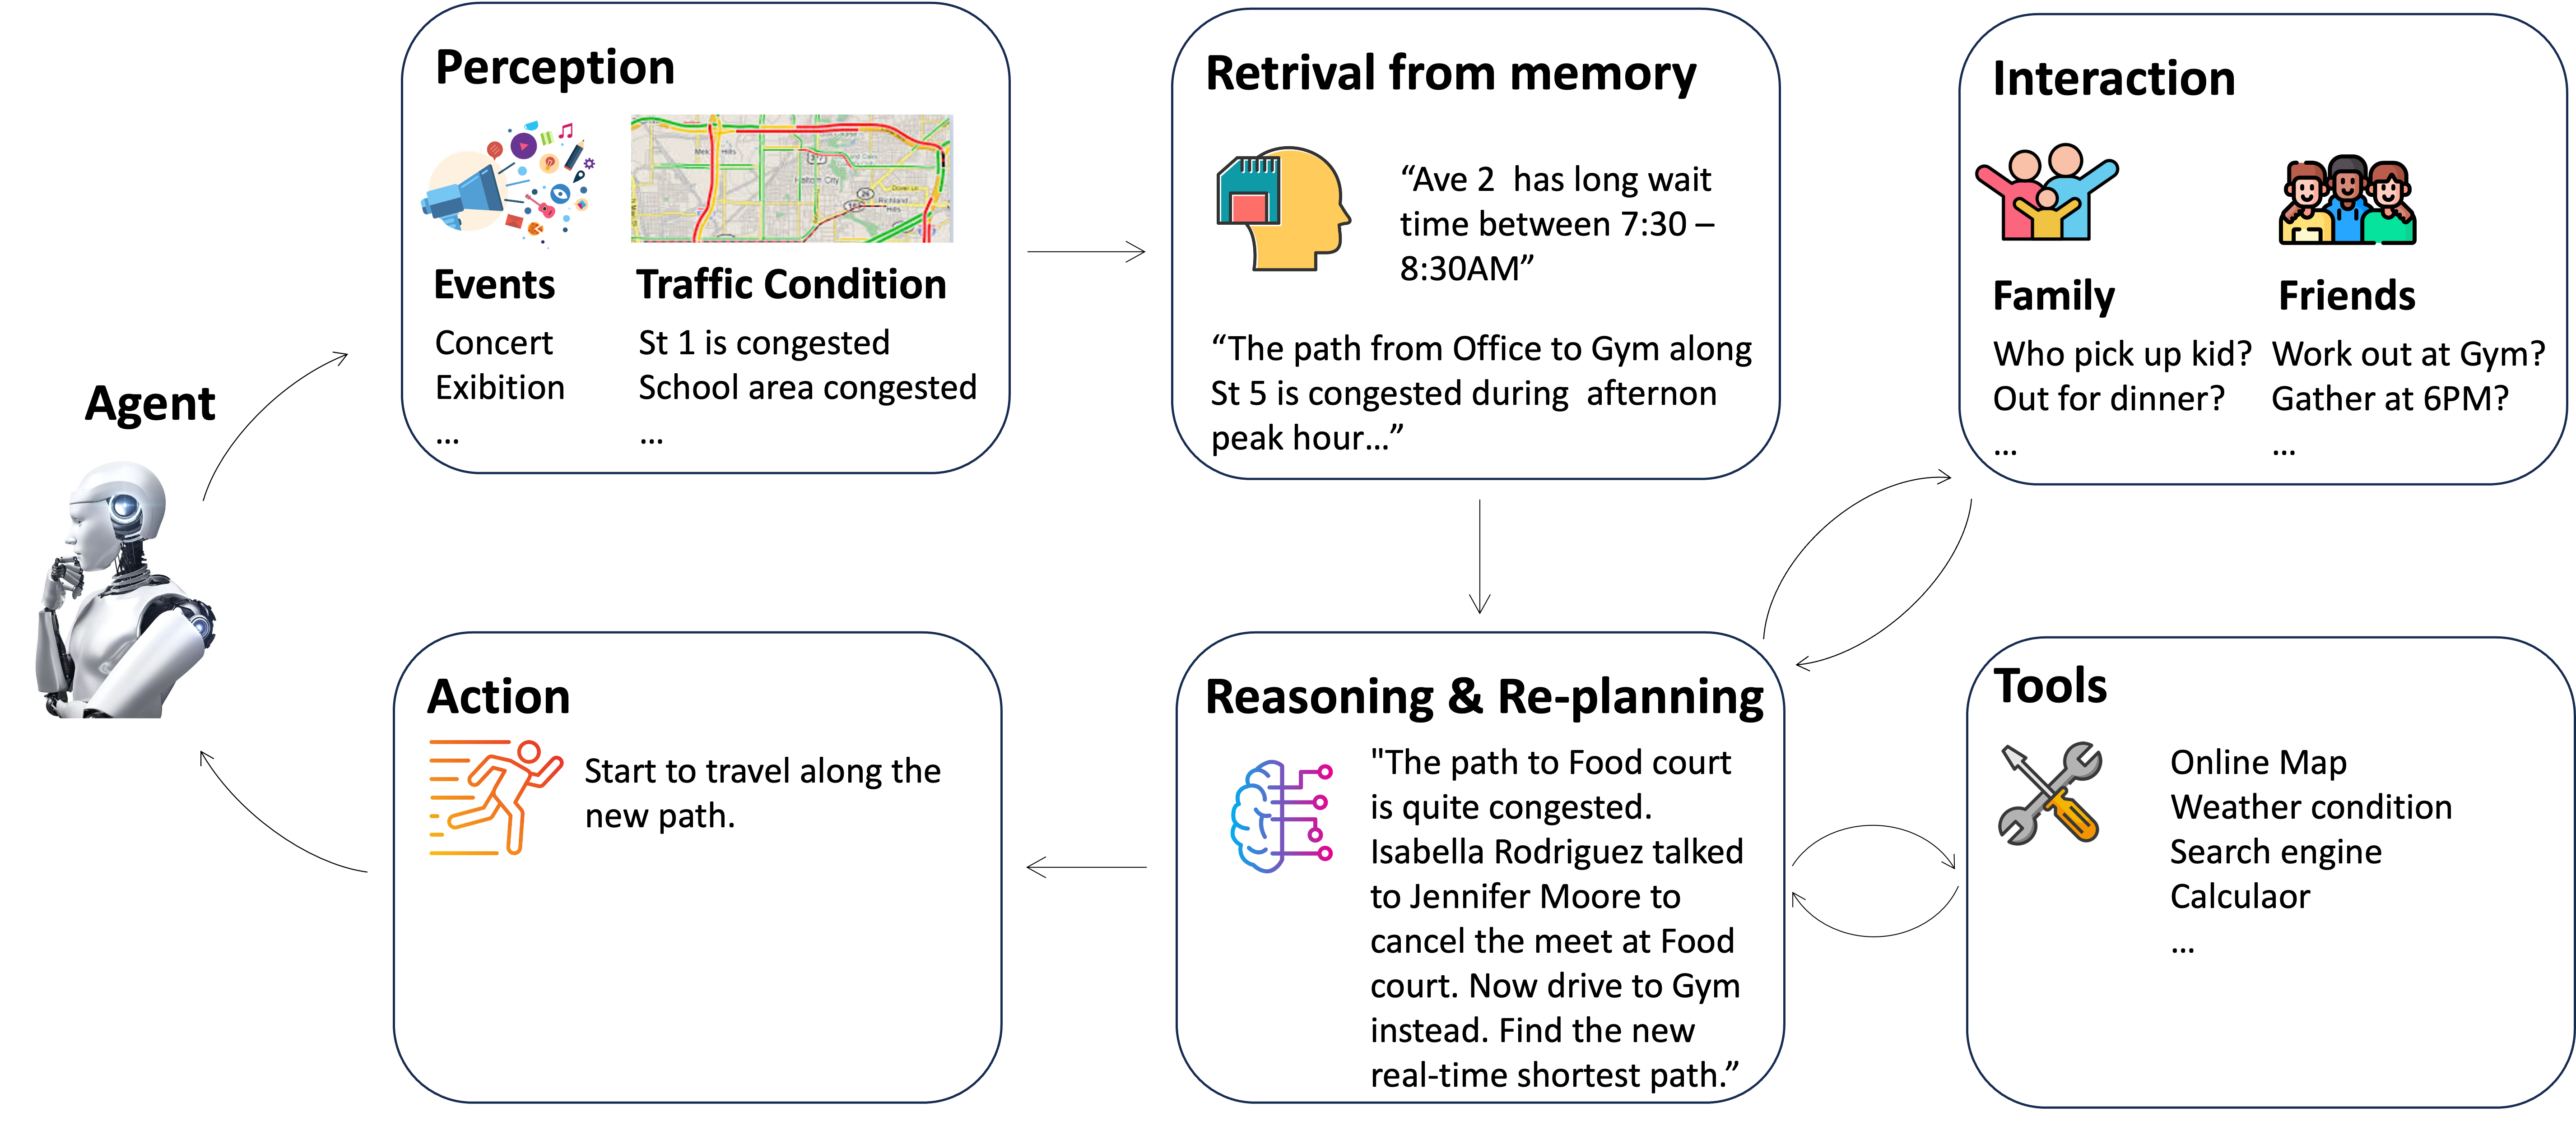 Agent
Perception
Events
Concert
Exibition
...
Traffic Condition
St 1 is congested
School area congested
...
Retrival from memory
“Ave 2 has long wait
time between 7:30 –
8:30AM”
“The path from Office to Gym along
St 5 is congested during afternon
peak hour...”
Interaction
Family
Who pick up kid?
Out for dinner?
...
Friends
Work out at Gym?
Gather at 6PM?
...
Action
Start to travel along the
new path.
Reasoning & Re-planning
"The path to Food court
is quite congested.
Isabella Rodriguez talked
to Jennifer Moore to
cancel the meet at Food
court. Now drive to Gym
instead. Find the new
real-time shortest path.”
Tools
Online Map
Weather condition
Search engine
Calculaor
...